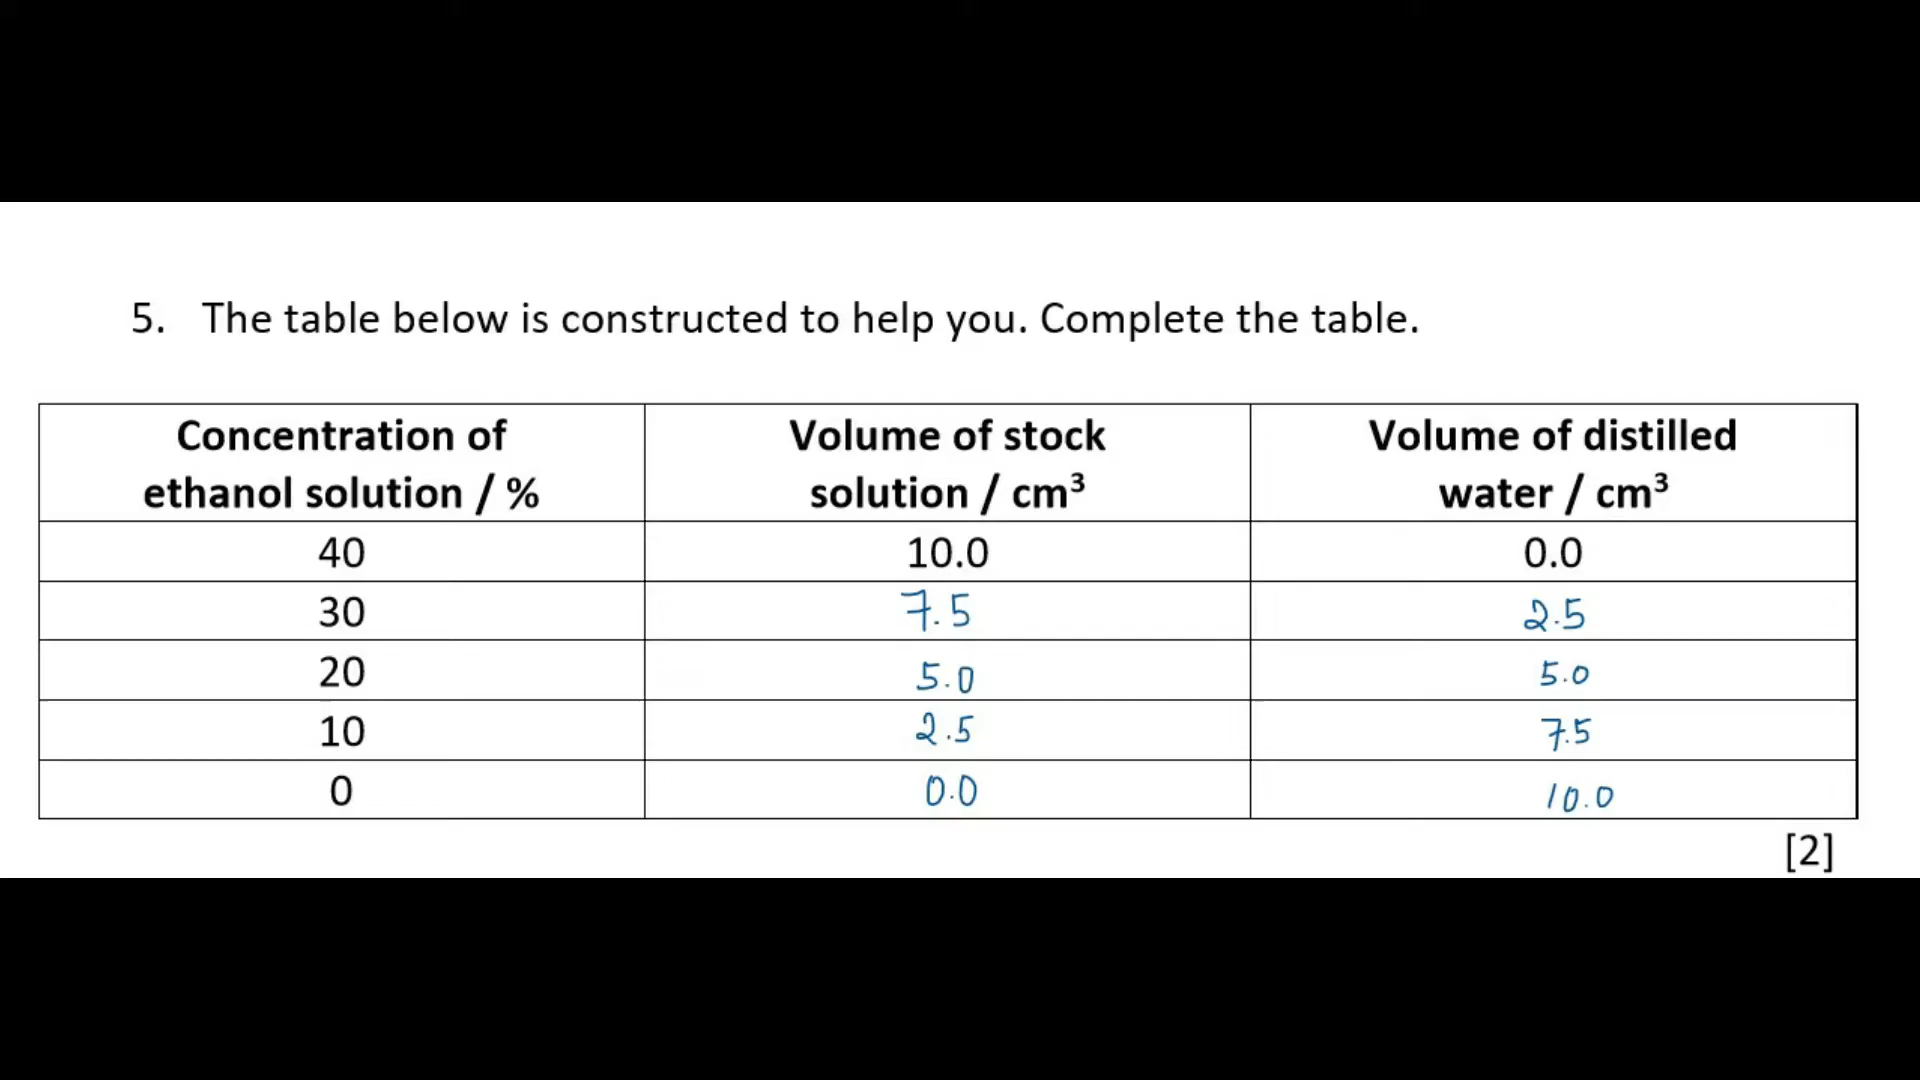 5. The table below is constructed to help you. Complete the table.
Concentration of ethanol solution / % Volume of stock solution / cm³ Volume of distilled water / cm³
40 10.0 0.0
30 7.5 2.5
20 5.0 5.0
10 2.5 7.5
0 0.0 10.0
[2]